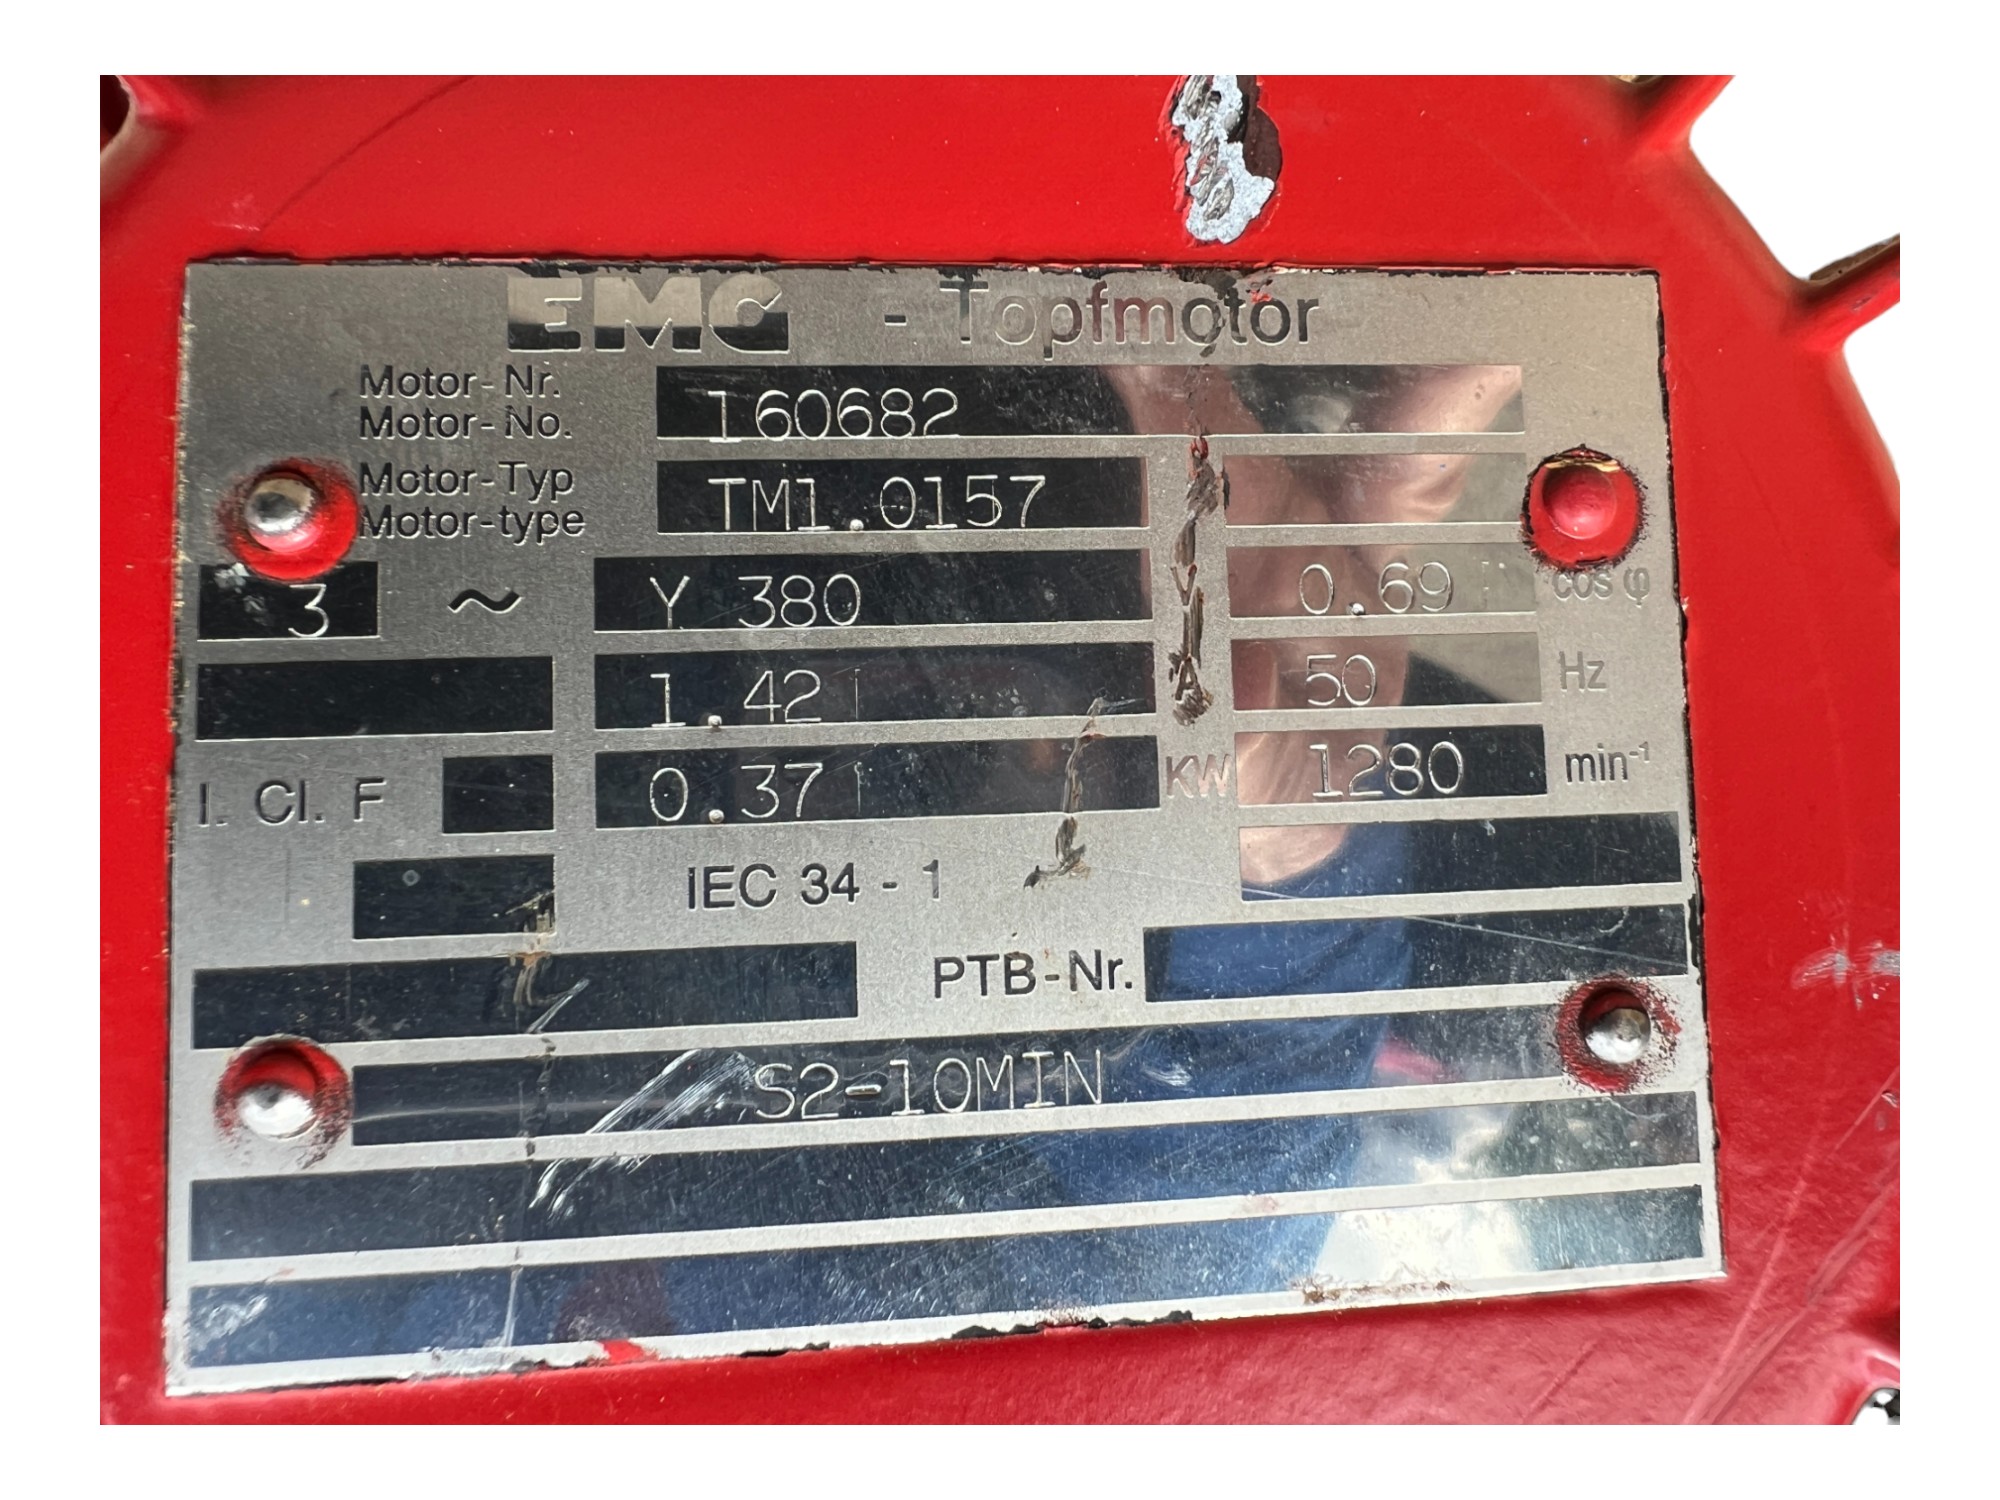 EMG - Topfmotor
Motor-Nr.
Motor-No. 160682
Motor-Typ
Motor-type TM1.0157
3 ~ Y 380 V 0.69 cos φ
1.42 A 50 Hz
I. Cl. F 0.37 KW 1280 min⁻¹
IEC 34 - 1
PTB-Nr.
S2-10MIN